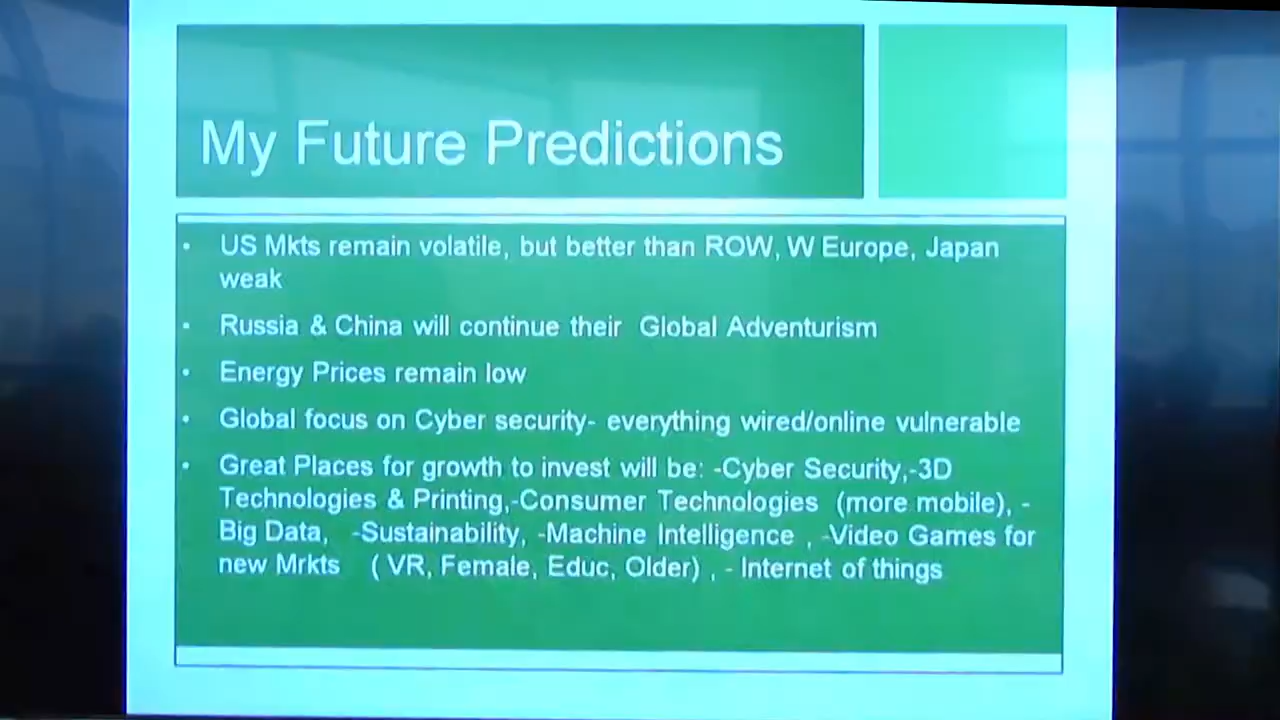 My Future Predictions
• US Mkts remain volatile, but better than ROW, W Europe, Japan
weak
• Russia & China will continue their Global Adventurism
• Energy Prices remain low
• Global focus on Cyber security- everything wired/online vulnerable
• Great Places for growth to invest will be: -Cyber Security,-3D
Technologies & Printing,-Consumer Technologies (more mobile), -
Big Data, -Sustainability, -Machine Intelligence , -Video Games for
new Mrkts ( VR, Female, Educ, Older) , - Internet of things